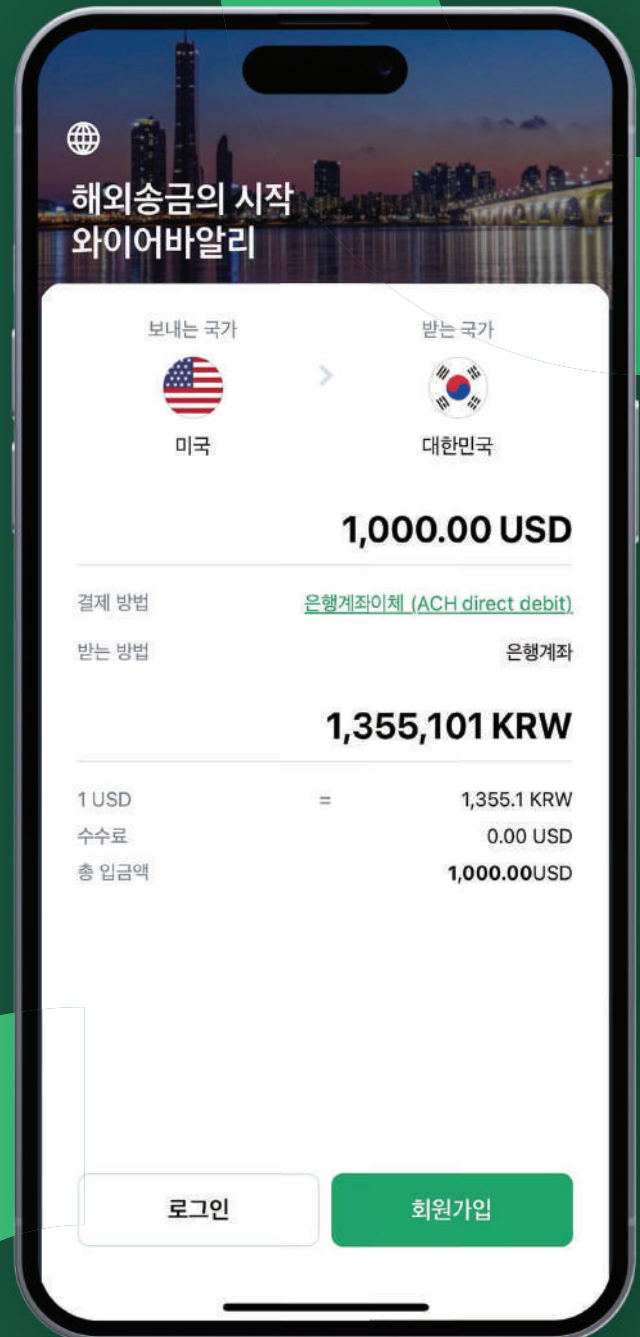 해외송금의 시작
와이어바알리
보내는 국가 받는 국가
미국 대한민국
1,000.00 USD
결제 방법 은행계좌이체 (ACH direct debit)
받는 방법 은행계좌
1,355,101 KRW
1 USD = 1,355.1 KRW
수수료 0.00 USD
총 입금액 1,000.00USD
로그인 회원가입